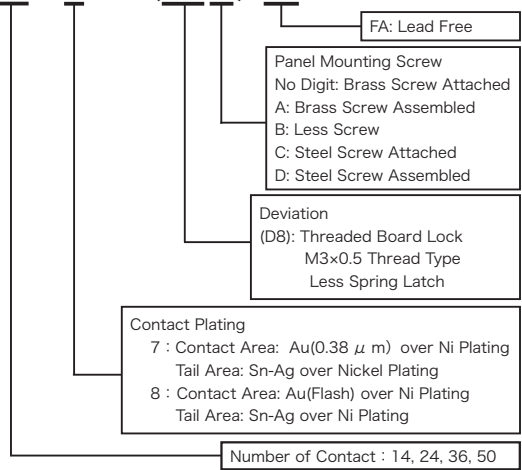 FA: Lead Free
Panel Mounting Screw
No Digit: Brass Screw Attached
A: Brass Screw Assembled
B: Less Screw
C: Steel Screw Attached
D: Steel Screw Assembled
Deviation
(D8): Threaded Board Lock
M3×0.5 Thread Type
Less Spring Latch
Contact Plating
7 : Contact Area: Au(0.38 μ m) over Ni Plating
Tail Area: Sn-Ag over Nickel Plating
8 : Contact Area: Au(Flash) over Ni Plating
Tail Area: Sn-Ag over Ni Plating
Number of Contact : 14, 24, 36, 50